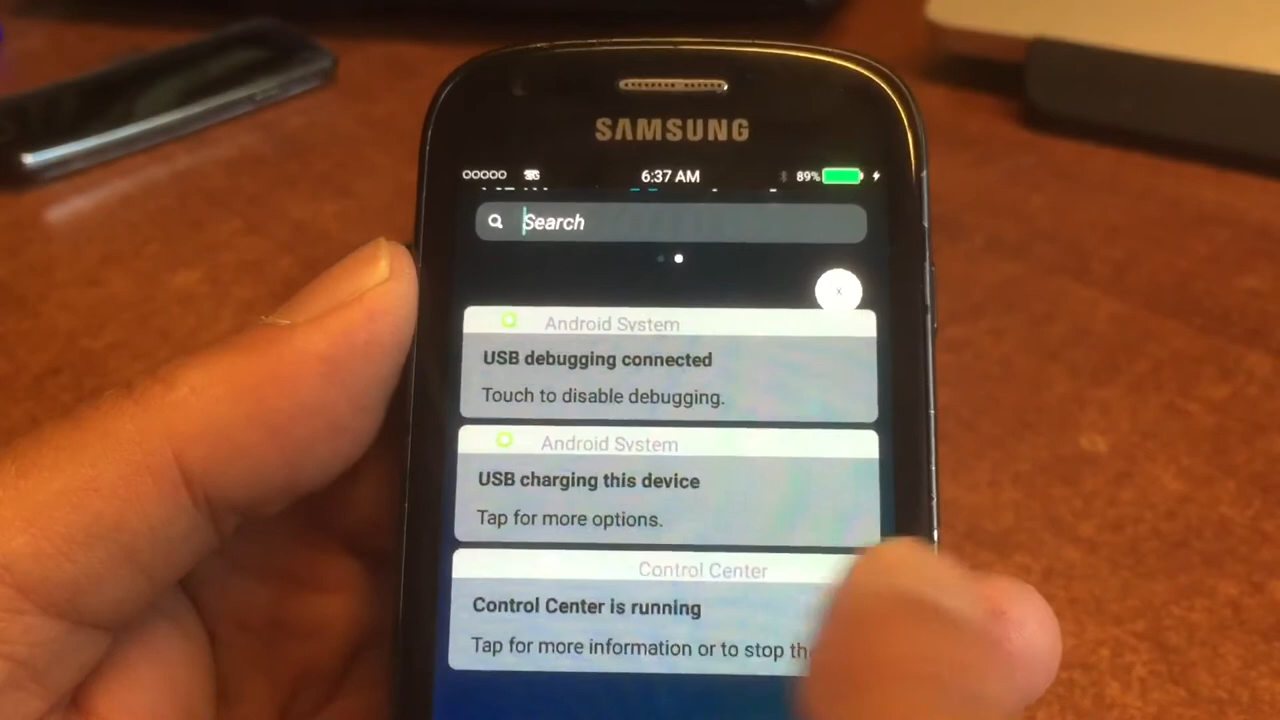 SAMSUNG
6:37 AM
89%
Search
x
Android System
USB debugging connected
Touch to disable debugging.
Android System
USB charging this device
Tap for more options.
Control Center
Control Center is running
Tap for more information or to stop